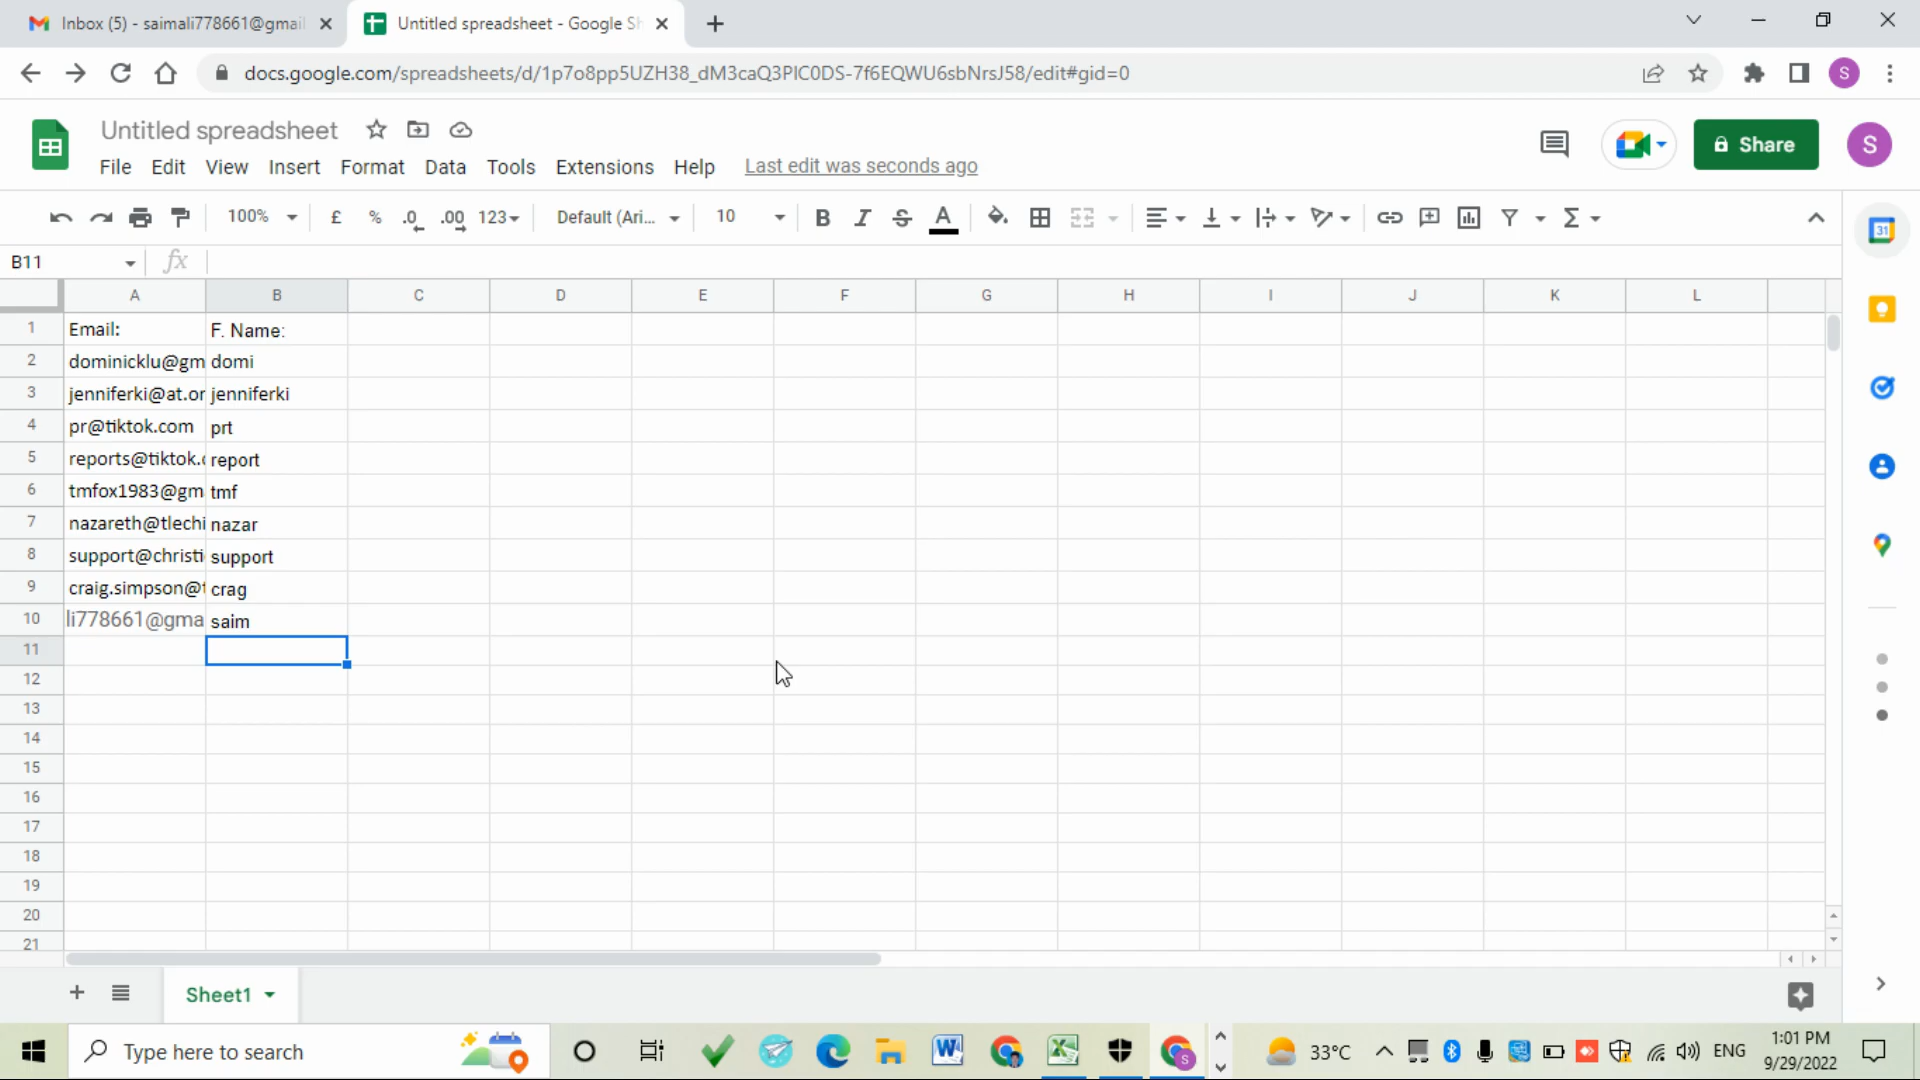 Inbox (5) - saimali778661@gmai
Untitled spreadsheet - Google Sh
docs.google.com/spreadsheets/d/1p7o8pp5UZH38_dM3caQ3PIC0DS-7f6EQWU6sbNrsJ58/edit#gid=0
S
Untitled spreadsheet
Share
S
File Edit View Insert Format Data Tools Extensions Help Last edit was seconds ago
100% £ % .0 .00 123 Default (Ari... 10 B I S A Σ
31
B11 fx
A B C D E F G H I J K L
1 Email: F. Name:
2 dominicklu@gm domi
3 jenniferki@at.or jenniferki
4 pr@tiktok.com prt
5 reports@tiktok.c report
6 tmfox1983@gma tmf
7 nazareth@tlechi nazar
8 support@christi support
9 craig.simpson@t crag
10 li778661@gma saim
11
12
13
14
15
16
17
18
19
20
21
Sheet1
Type here to search
33°C
ENG
1:01 PM
9/29/2022